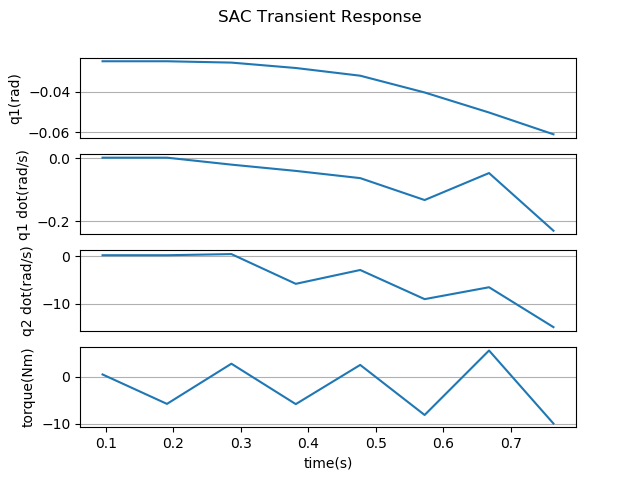 SAC Transient Response
q1(rad)
−0.04
−0.06
q1 dot(rad/s)
0.0
−0.2
q2 dot(rad/s)
0
−10
torque(Nm)
0
−10
0.1 0.2 0.3 0.4 0.5 0.6 0.7
time(s)